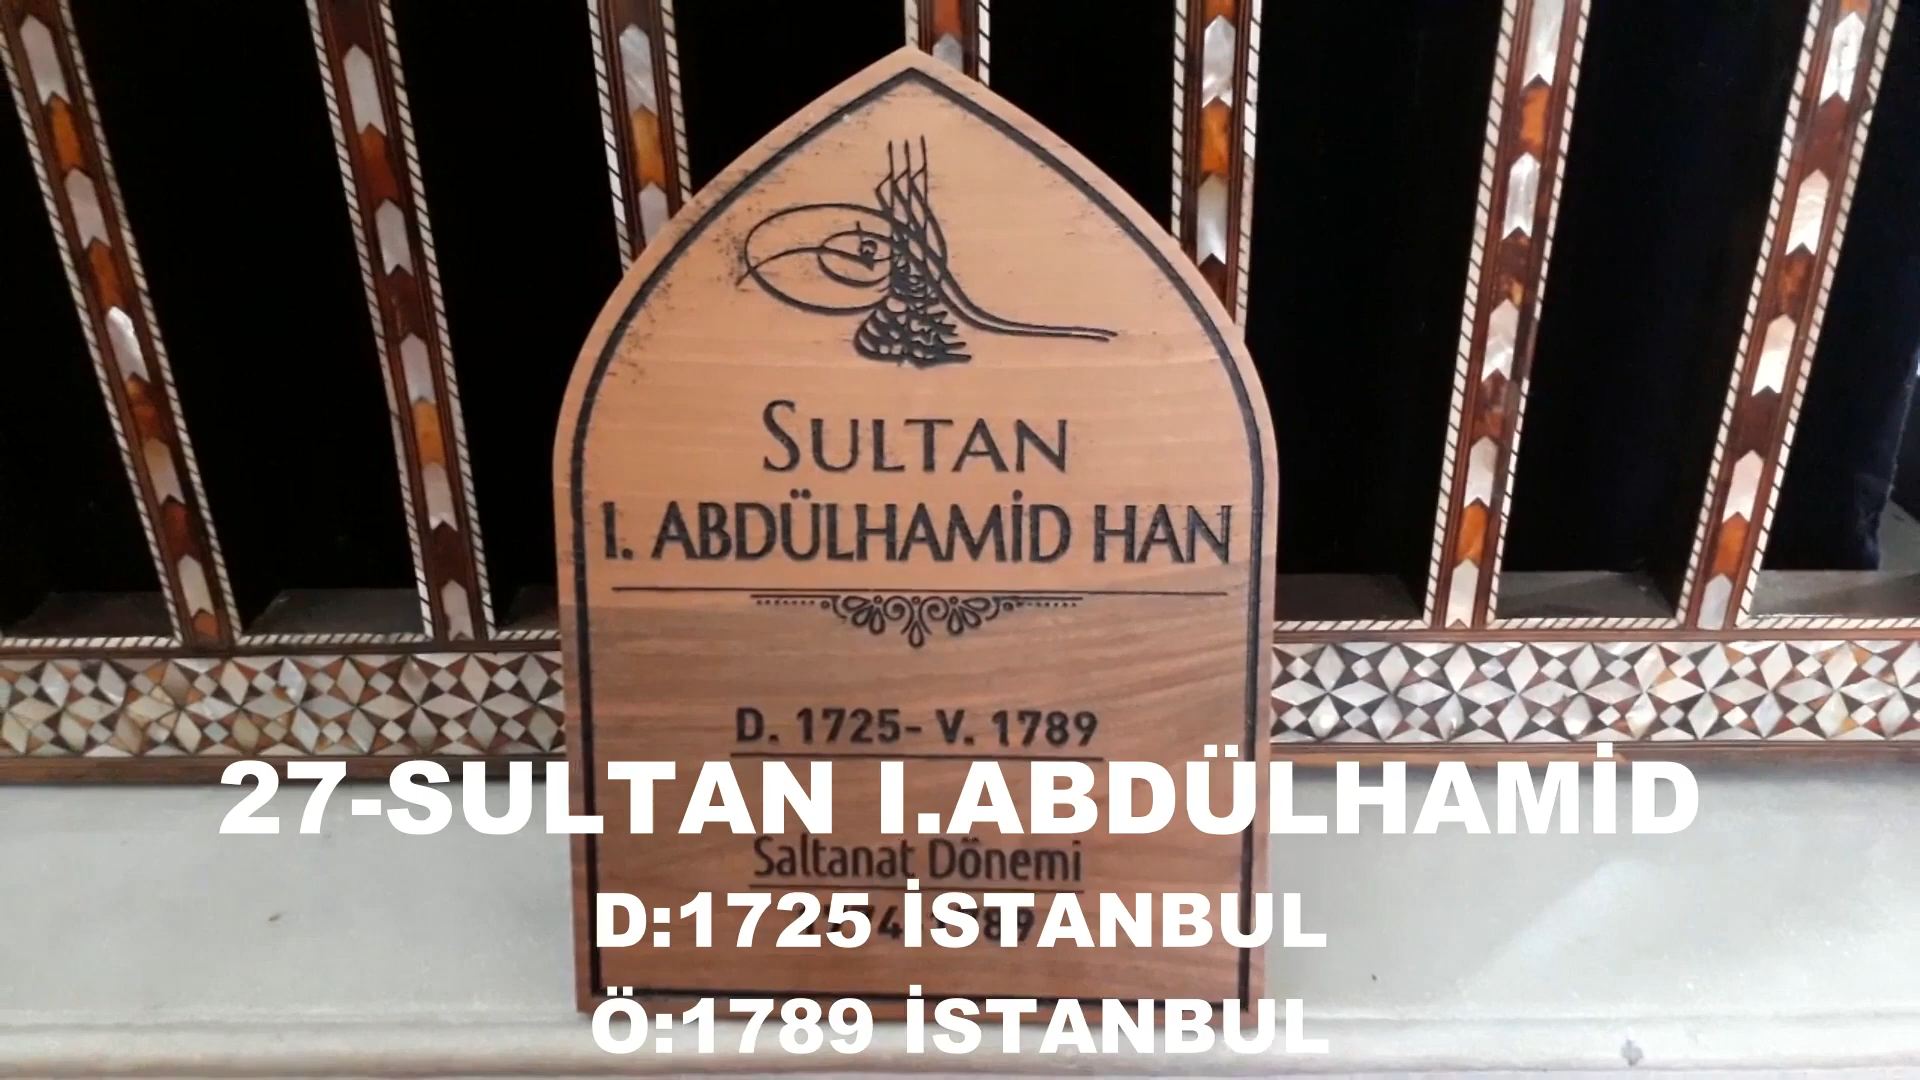 SULTAN
I. ABDÜLHAMİD HAN
D. 1725- V. 1789
27-SULTAN I.ABDÜLHAMİD
Saltanat Dönemi
D:1725 İSTANBUL
Ö:1789 İSTANBUL